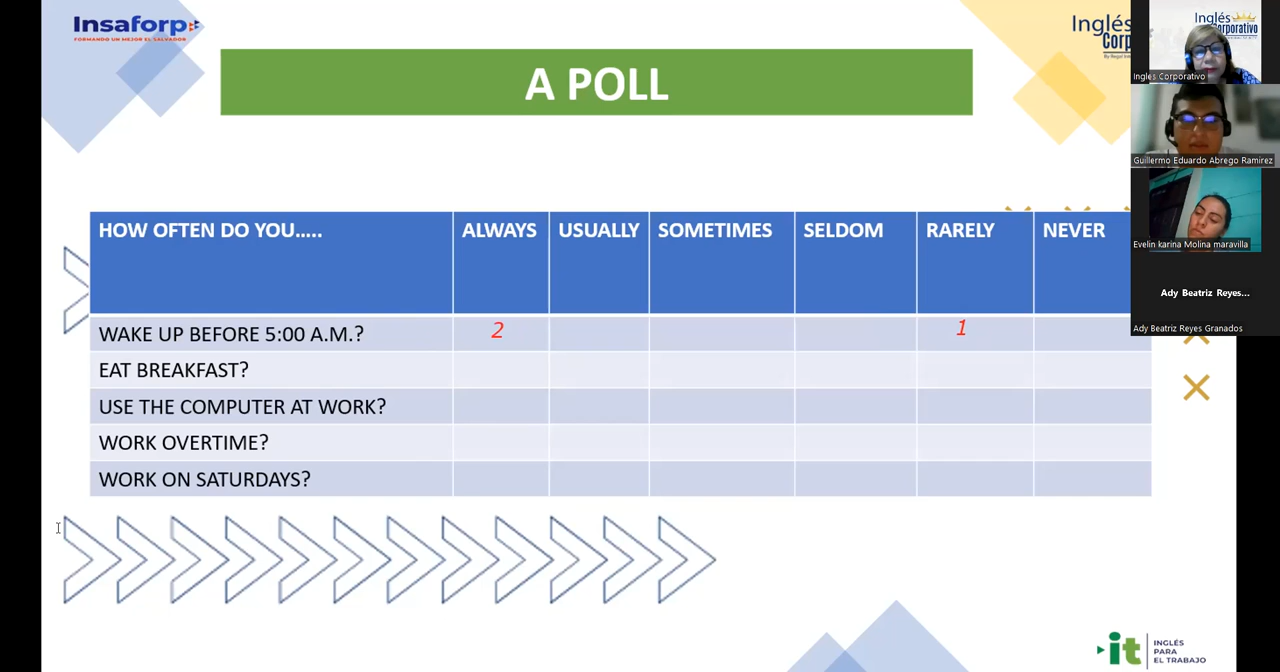 Insaforp
FORMANDO UN MEJOR EL SALVADOR
Inglés
Corp
A POLL
HOW OFTEN DO YOU..... ALWAYS USUALLY SOMETIMES SELDOM RARELY NEVER
WAKE UP BEFORE 5:00 A.M.? 2 1
EAT BREAKFAST?
USE THE COMPUTER AT WORK?
WORK OVERTIME?
WORK ON SATURDAYS?
Inglés
Corporativo
Ingles Corporativo
Guillermo Eduardo Abrego Ramirez
Evelin karina Molina maravilla
Ady Beatriz Reyes...
Ady Beatriz Reyes Granados
it INGLÉS
PARA
EL TRABAJO